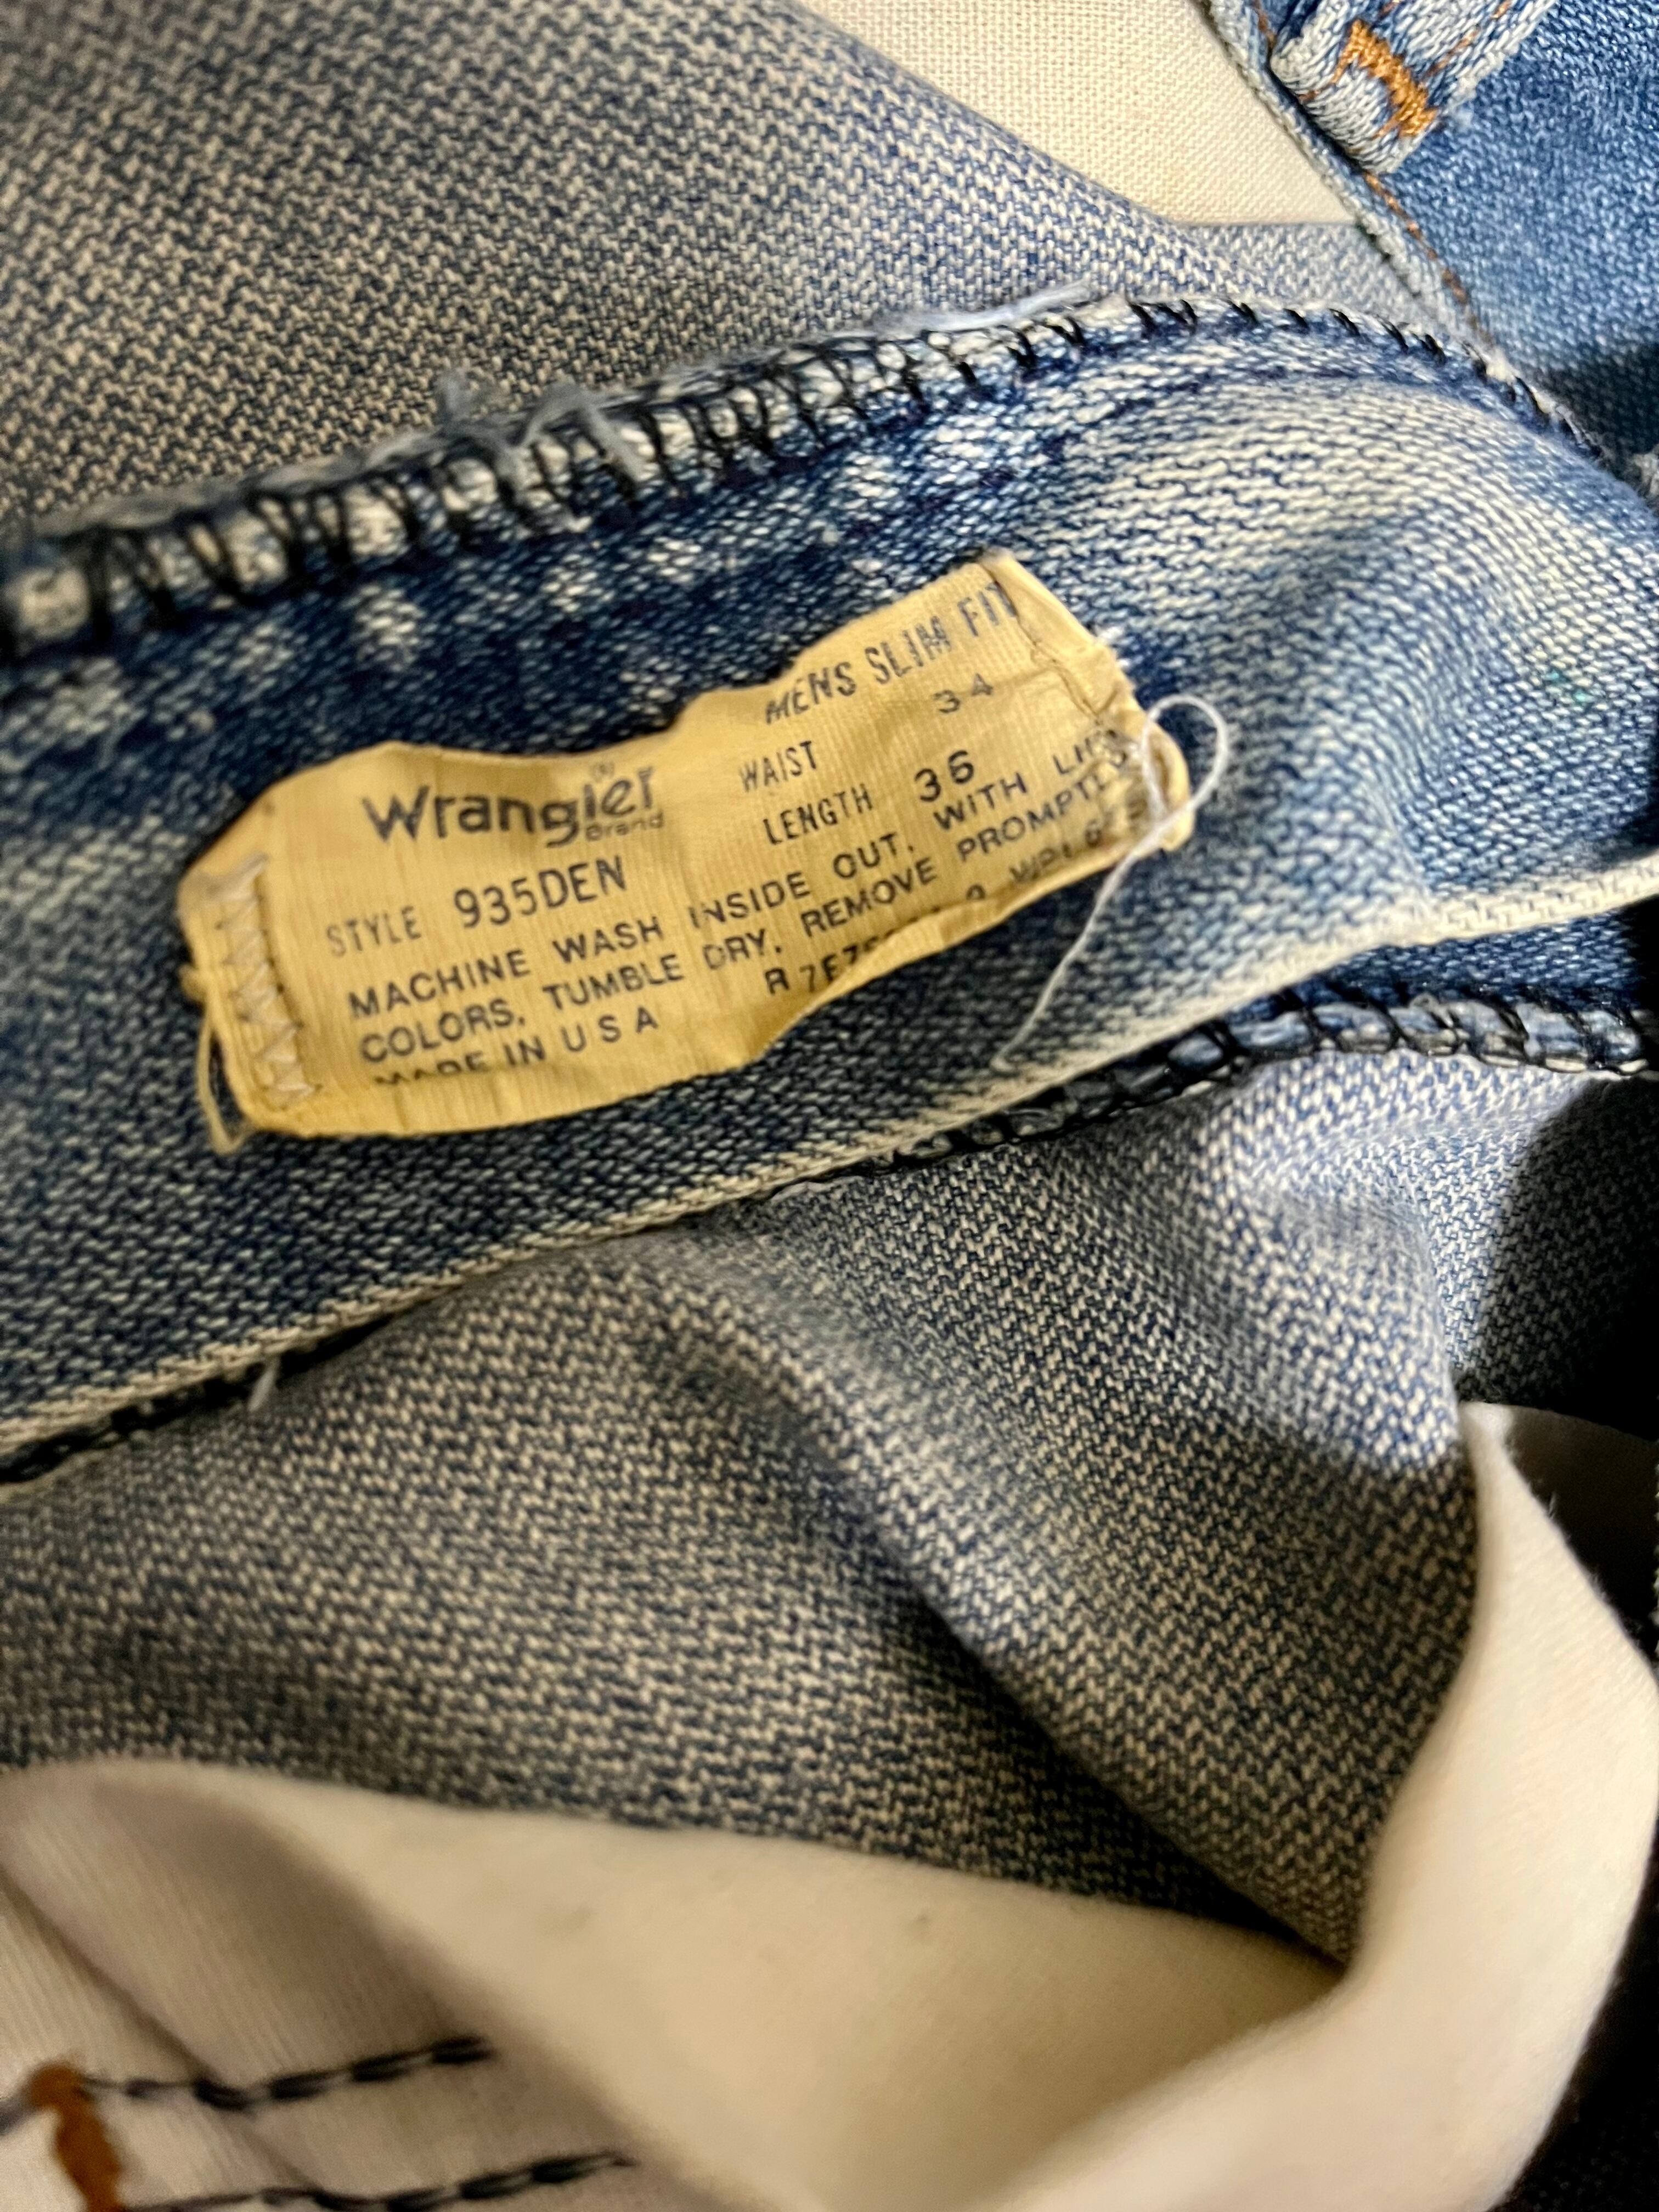 MENS SLIM FIT
Wrangler ®
Brand
WAIST 34
STYLE 935DEN
LENGTH 36
MACHINE WASH INSIDE OUT. WITH
COLORS. TUMBLE DRY. REMOVE PROMPTLY
MADE IN U S A R